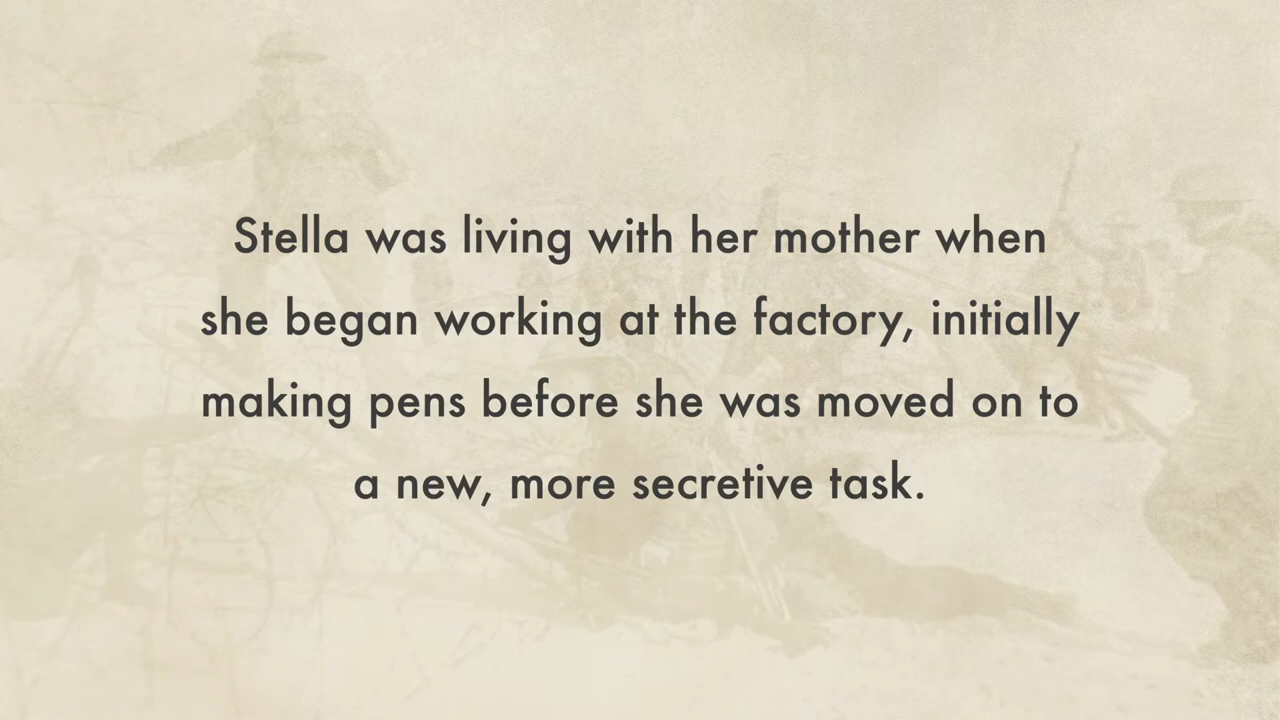 Stella was living with her mother when
she began working at the factory, initially
making pens before she was moved on to
a new, more secretive task.